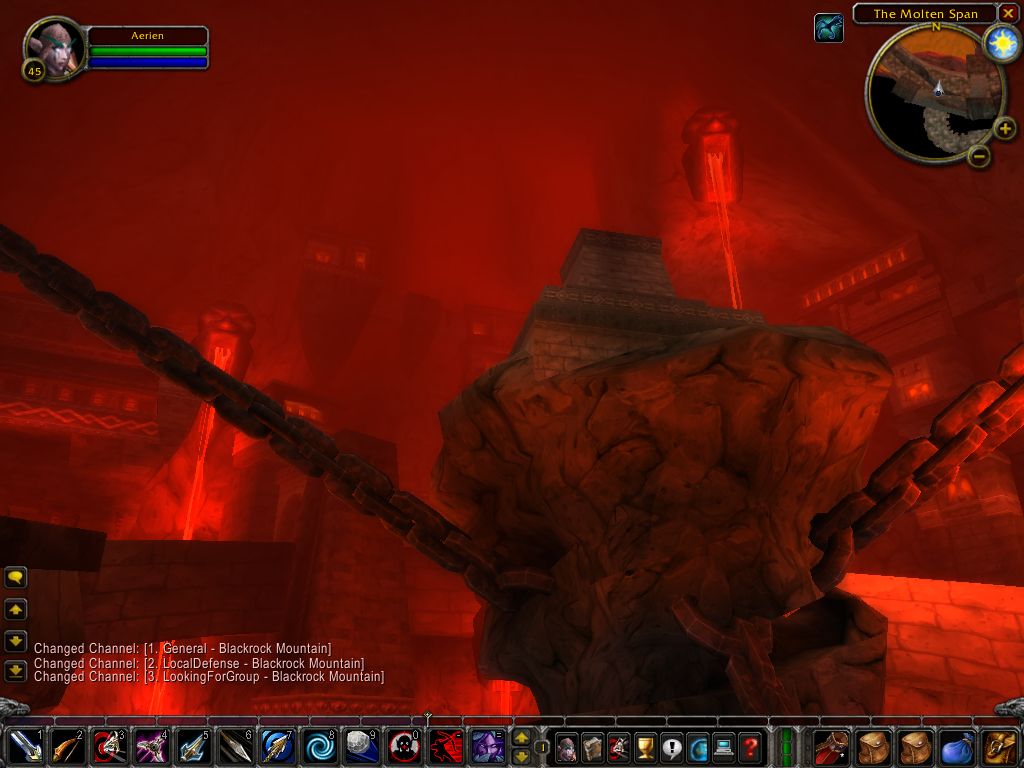 Aerien
45
The Molten Span
N
Changed Channel: [1. General - Blackrock Mountain]
Changed Channel: [2. LocalDefense - Blackrock Mountain]
Changed Channel: [3. LookingForGroup - Blackrock Mountain]
1 2 3 4 5 6 7 8 9 0 - = 1